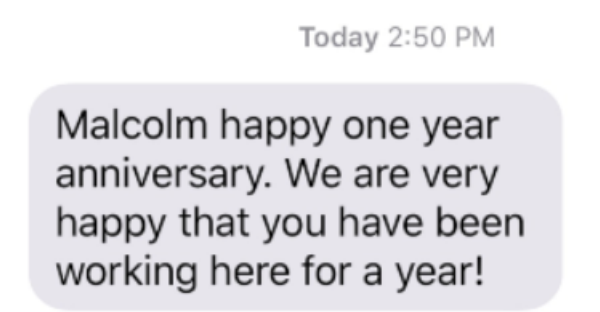 Today 2:50 PM
Malcolm happy one year
anniversary. We are very
happy that you have been
working here for a year!